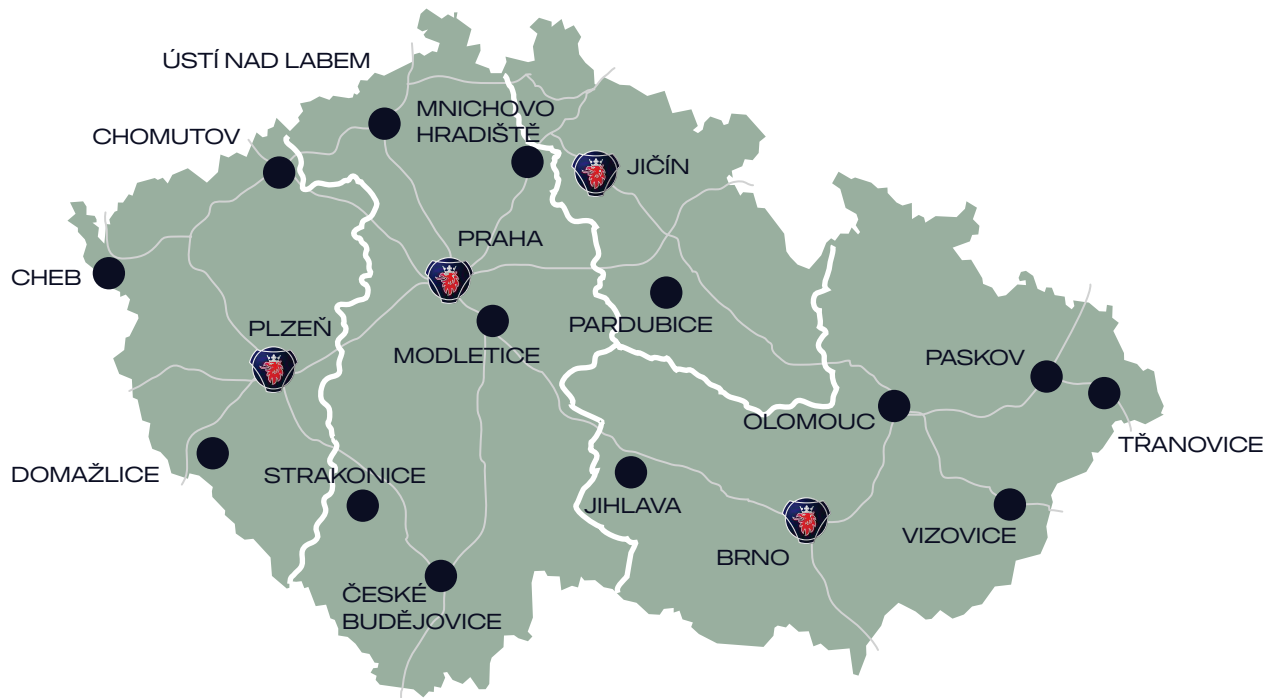 ÚSTÍ NAD LABEM
MNICHOVO
HRADIŠTĚ
CHOMUTOV
JIČÍN
PRAHA
CHEB
PLZEŇ
PARDUBICE
MODLETICE
PASKOV
OLOMOUC
TŘANOVICE
DOMAŽLICE
STRAKONICE
JIHLAVA
VIZOVICE
BRNO
ČESKÉ
BUDĚJOVICE